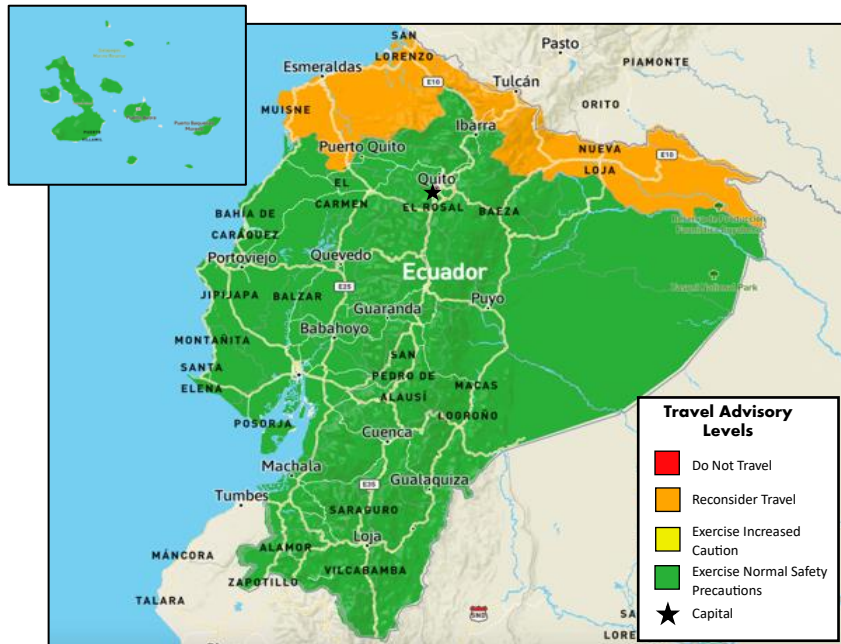 SAN
LORENZO
Pasto
PIAMONTE
Esmeraldas
E10
Tulcán
ORITO
MUISNE
Ibarra
NUEVA
E10
Puerto Quito
LOJA
Quito
EL
CARMEN
EL ROSAL
BAEZA
BAHÍA DE
CARÁQUEZ
Portoviejo
Quevedo
Ecuador
Yasuni National Park
JIPIJAPA
BALZAR
E25
Puyo
Guaranda
Babahoyo
MONTAÑITA
SAN
PEDRO DE
ALAUSÍ
SANTA
ELENA
MACAS
LOGROÑO
POSORJA
Cuenca
Machala
Gualaquiza
E35
Tumbes
SARAGURO
Loja
MÁNCORA
ALAMOR
ZAPOTILLO
VILCABAMBA
TALARA
Travel Advisory
Levels
Do Not Travel
Reconsider Travel
Exercise Increased
Caution
Exercise Normal Safety
Precautions
Capital